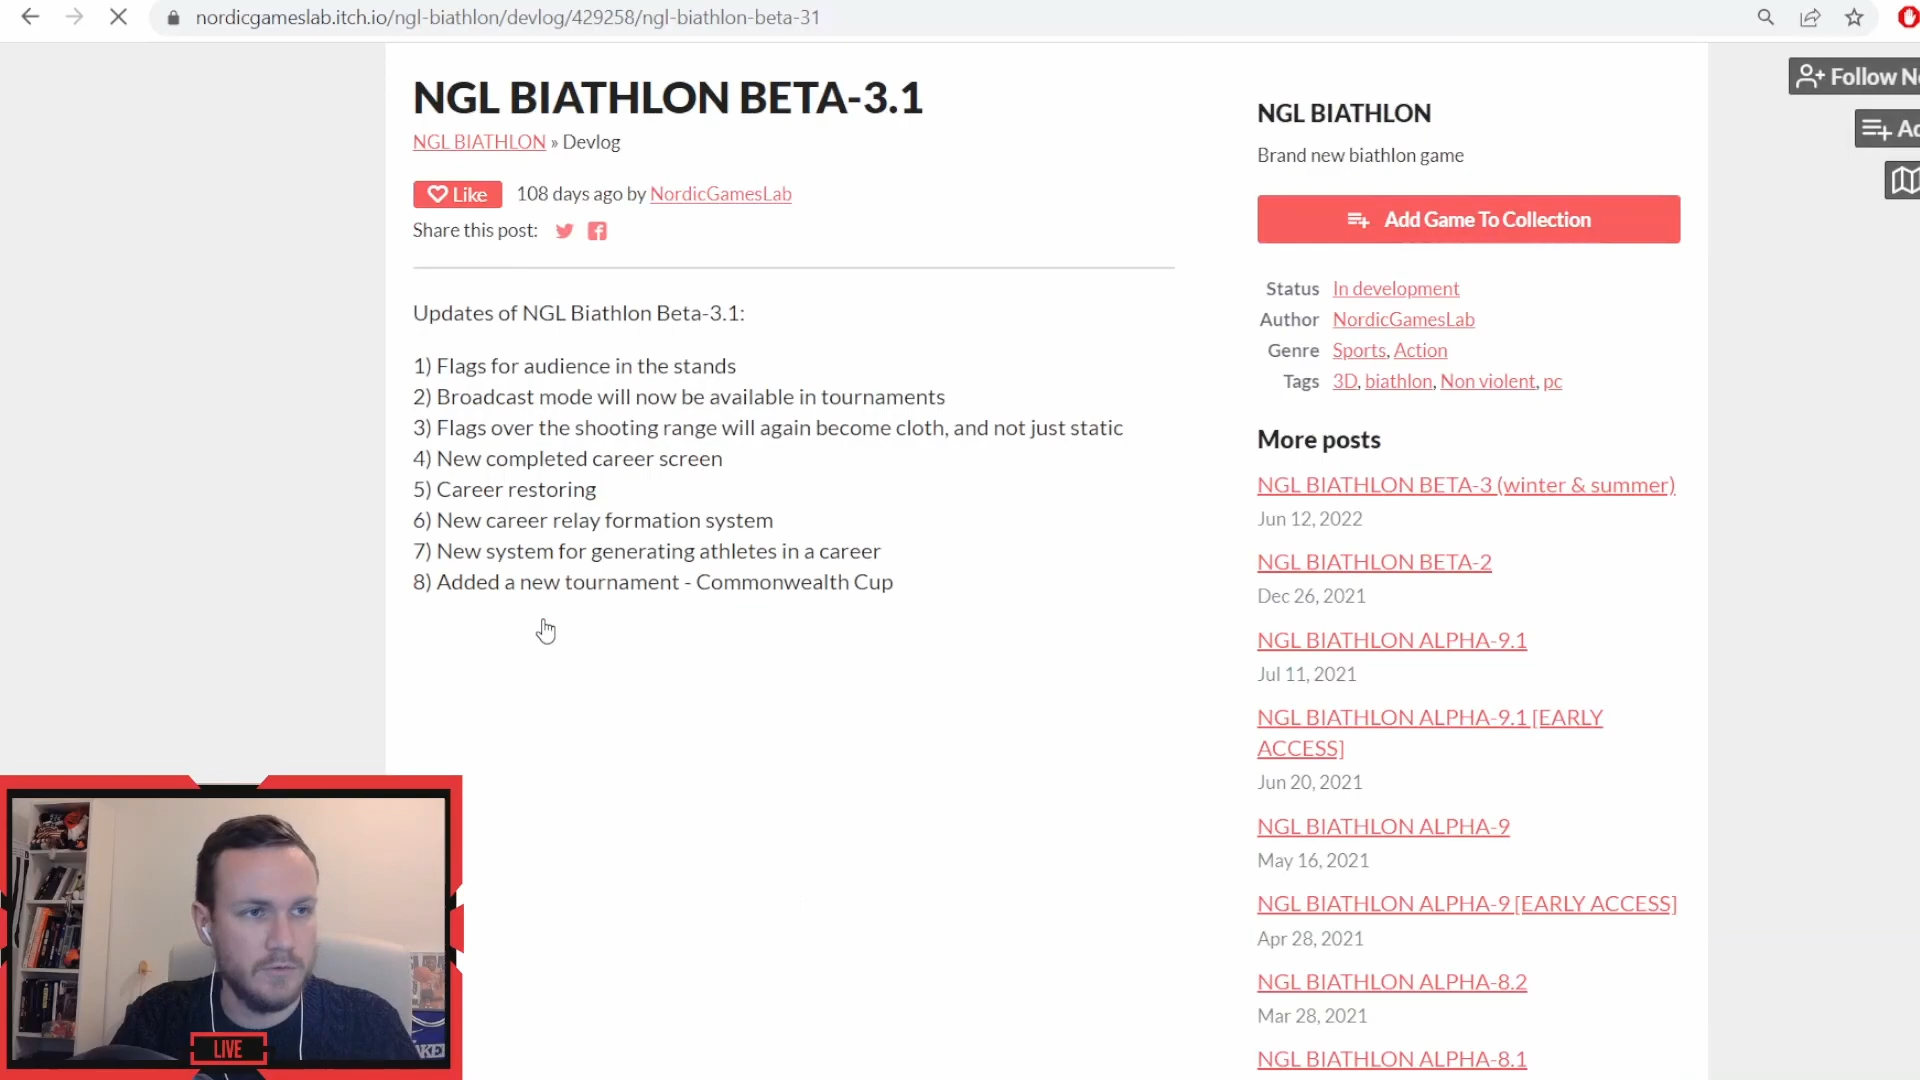 nordicgameslab.itch.io/ngl-biathlon/devlog/429258/ngl-biathlon-beta-31
NGL BIATHLON BETA-3.1
NGL BIATHLON » Devlog
Like 108 days ago by NordicGamesLab
Share this post:
Updates of NGL Biathlon Beta-3.1:
1) Flags for audience in the stands
2) Broadcast mode will now be available in tournaments
3) Flags over the shooting range will again become cloth, and not just static
4) New completed career screen
5) Career restoring
6) New career relay formation system
7) New system for generating athletes in a career
8) Added a new tournament - Commonwealth Cup
Follow
NGL BIATHLON
Brand new biathlon game
Add Game To Collection
Status In development
Author NordicGamesLab
Genre Sports, Action
Tags 3D, biathlon, Non violent, pc
More posts
NGL BIATHLON BETA-3 (winter & summer)
Jun 12, 2022
NGL BIATHLON BETA-2
Dec 26, 2021
NGL BIATHLON ALPHA-9.1
Jul 11, 2021
NGL BIATHLON ALPHA-9.1 [EARLY
ACCESS]
Jun 20, 2021
NGL BIATHLON ALPHA-9
May 16, 2021
NGL BIATHLON ALPHA-9 [EARLY ACCESS]
Apr 28, 2021
NGL BIATHLON ALPHA-8.2
Mar 28, 2021
NGL BIATHLON ALPHA-8.1
LIVE